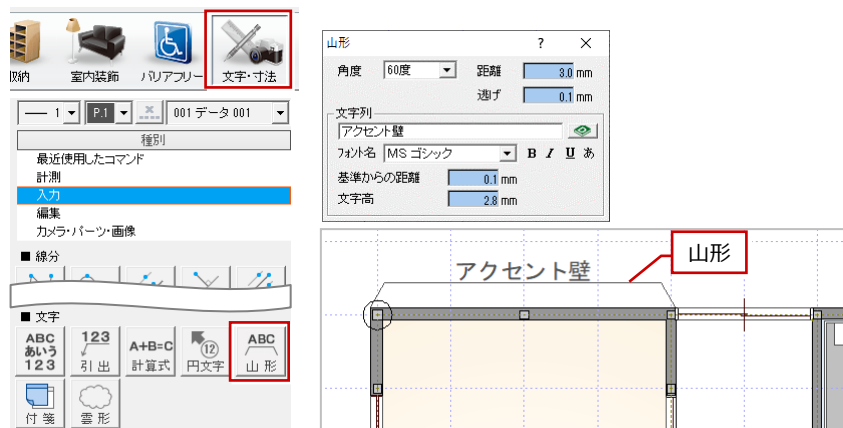 収納
室内装飾
バリアフリー
文字・寸法
1
P.1
001 データ 001
種別
最近使用したコマンド
計測
入力
編集
カメラ・パーツ・画像
■ 線分
■ 文字
ABC
あいう
123
123
引出
A+B=C
計算式
12
円文字
ABC
山形
付箋
雲形
山形
?
×
角度
60度
距離
3.0 mm
逃げ
0.1 mm
文字列
アクセント壁
フォント名
MS ゴシック
B I U あ
基準からの距離
0.1 mm
文字高
2.8 mm
アクセント壁
山形